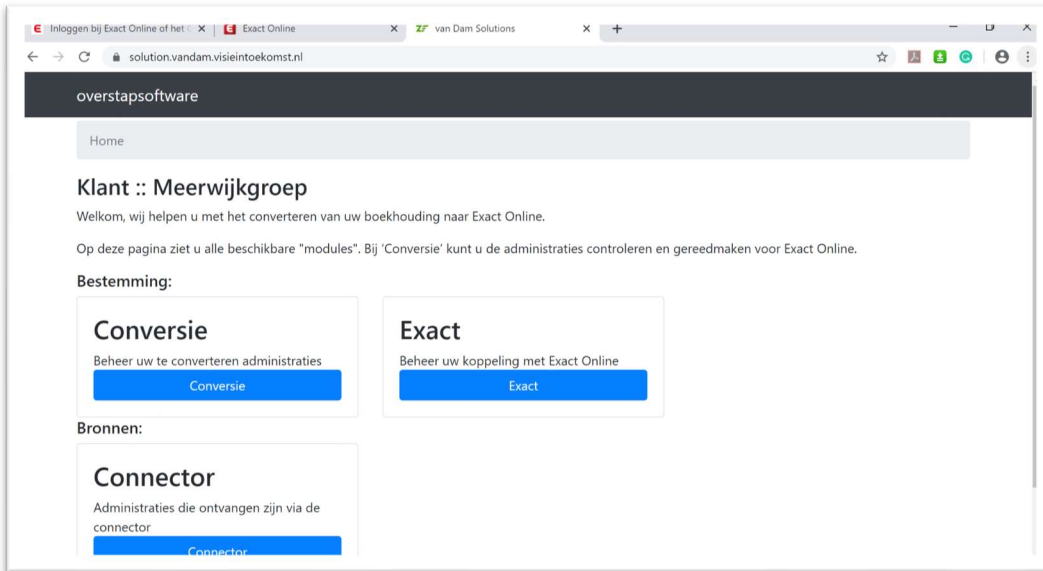 Inloggen bij Exact Online of het
Exact Online
van Dam Solutions
solution.vandam.visieintoekomst.nl
overstapsoftware
Home
Klant :: Meerwijkgroep
Welkom, wij helpen u met het converteren van uw boekhouding naar Exact Online.
Op deze pagina ziet u alle beschikbare "modules". Bij 'Conversie' kunt u de administraties controleren en gereedmaken voor Exact Online.
Bestemming:
Conversie
Beheer uw te converteren administraties
Conversie
Exact
Beheer uw koppeling met Exact Online
Exact
Bronnen:
Connector
Administraties die ontvangen zijn via de
connector
Connector